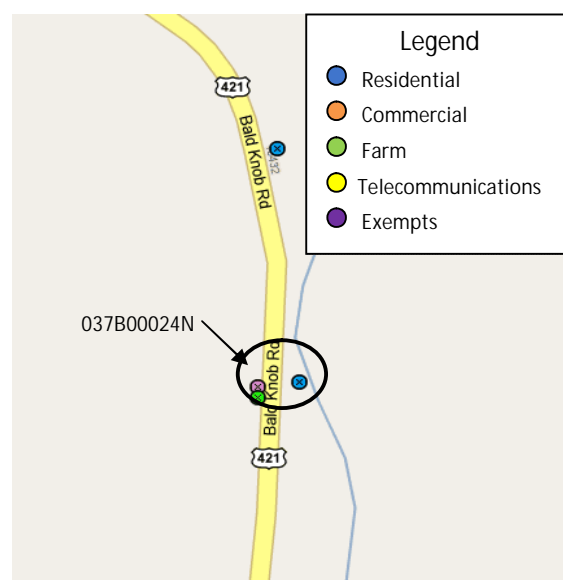 Legend
Residential
Commercial
Farm
Telecommunications
Exempts
421
Bald Knob Rd
037B00024N
Bald Knob Rd
421